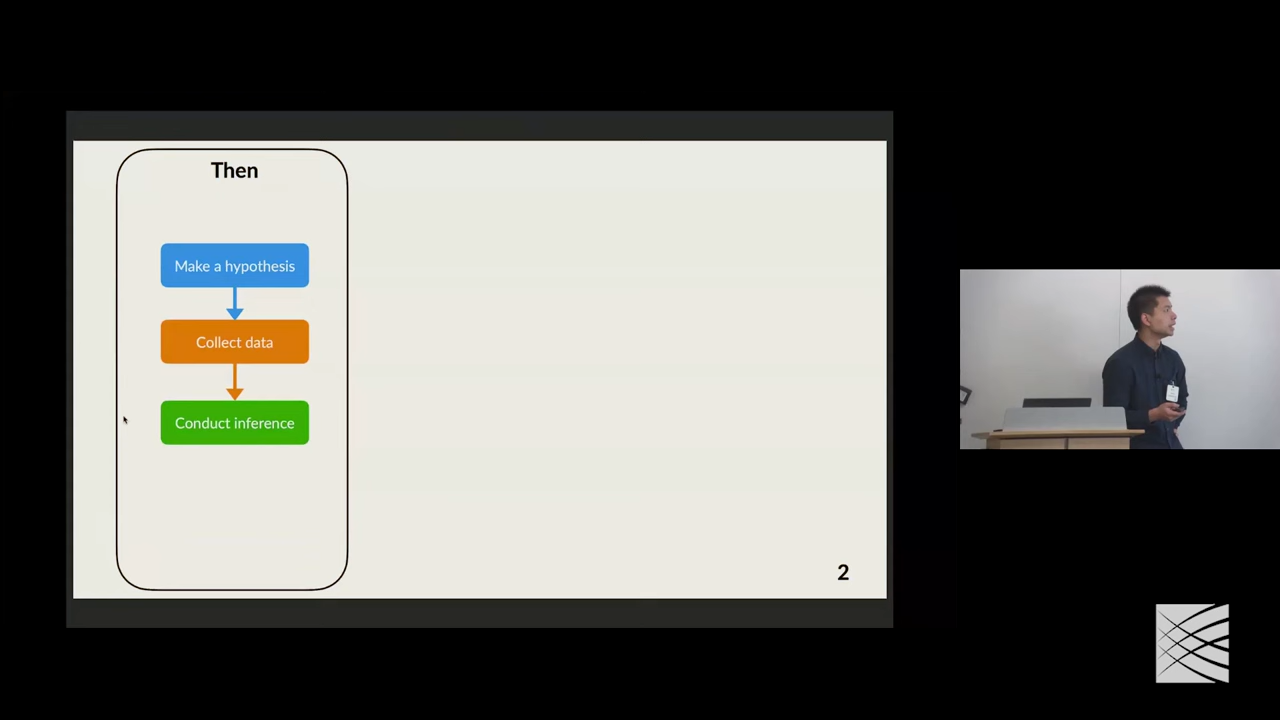 Then
Make a hypothesis
Collect data
Conduct inference
2